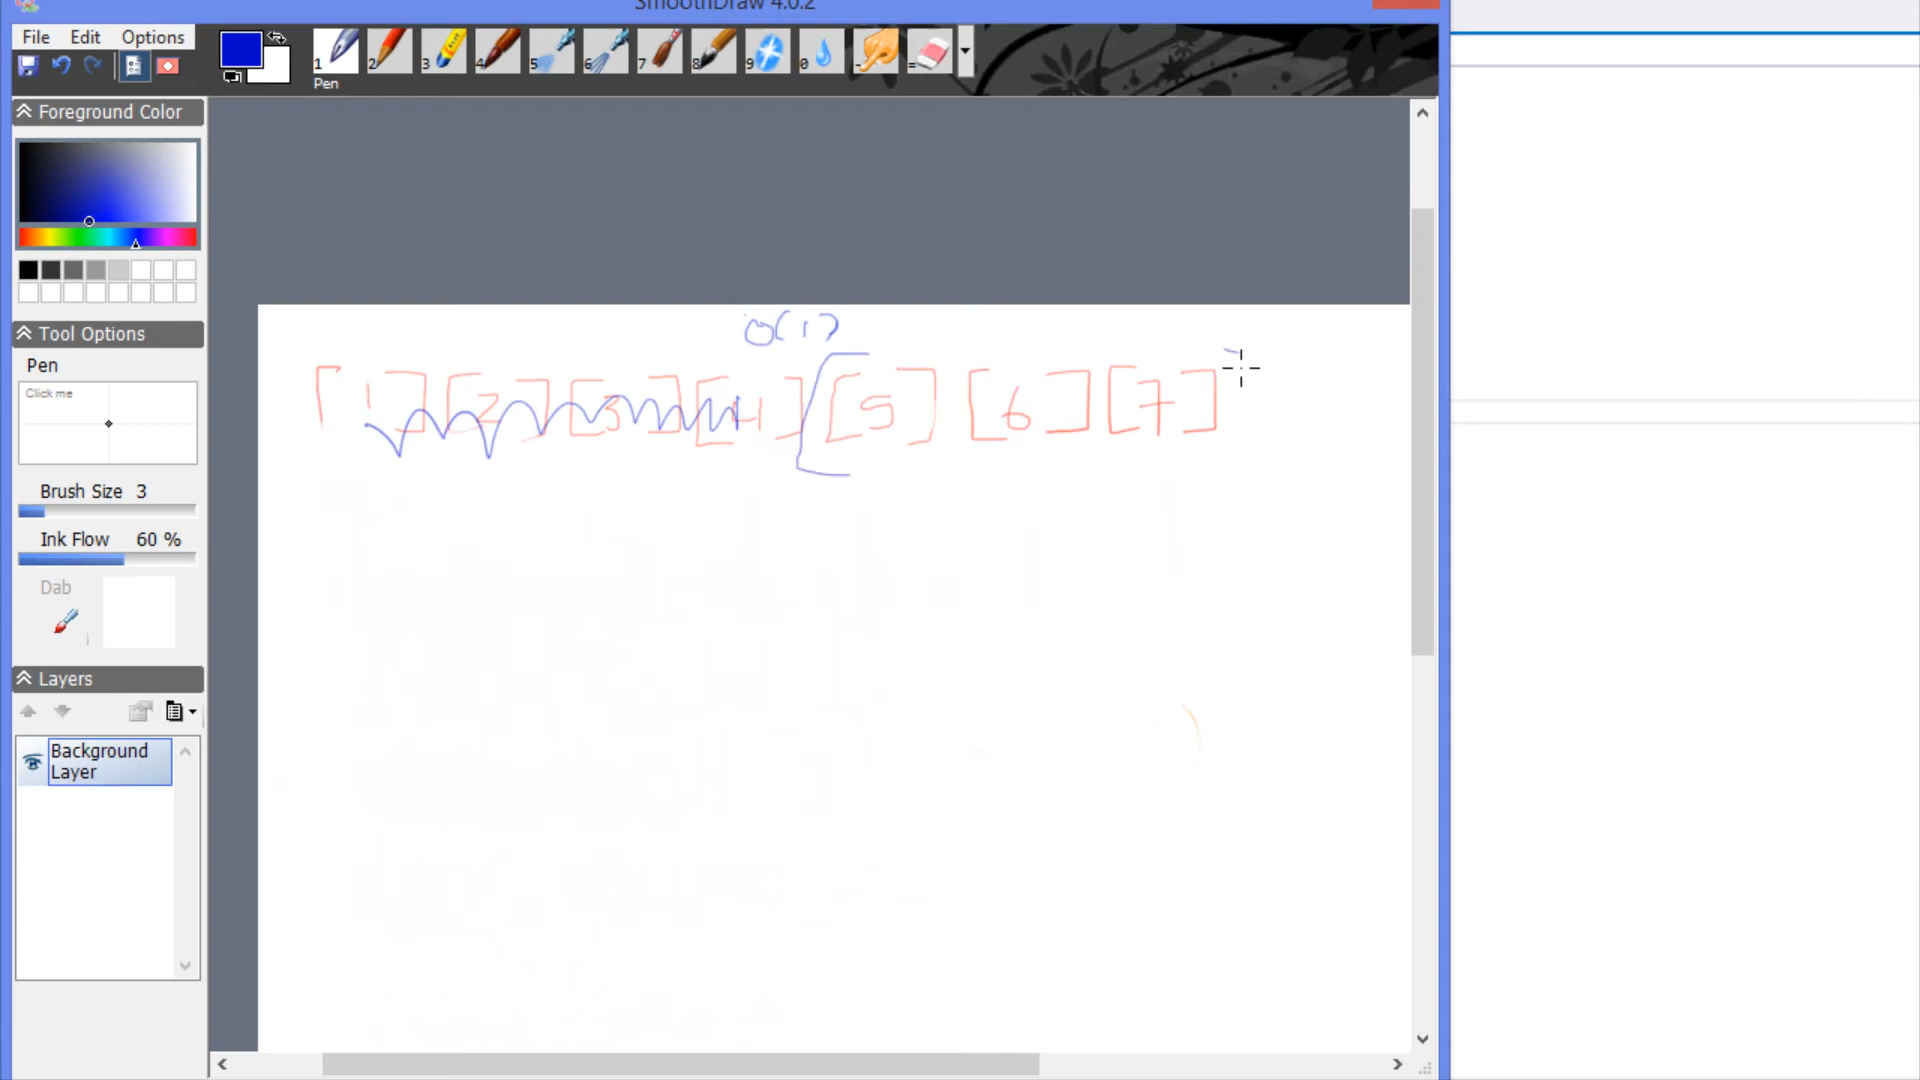 SmoothDraw 4.0.2
File Edit Options
1 2 3 4 5 6 7 8 9 0 - =
Pen
Foreground Color
Tool Options
Pen
Click me
Brush Size 3
Ink Flow 60 %
Dab
Layers
Background
Layer
O(1)
[1] [2] [3] [4] [5] [6] [7]